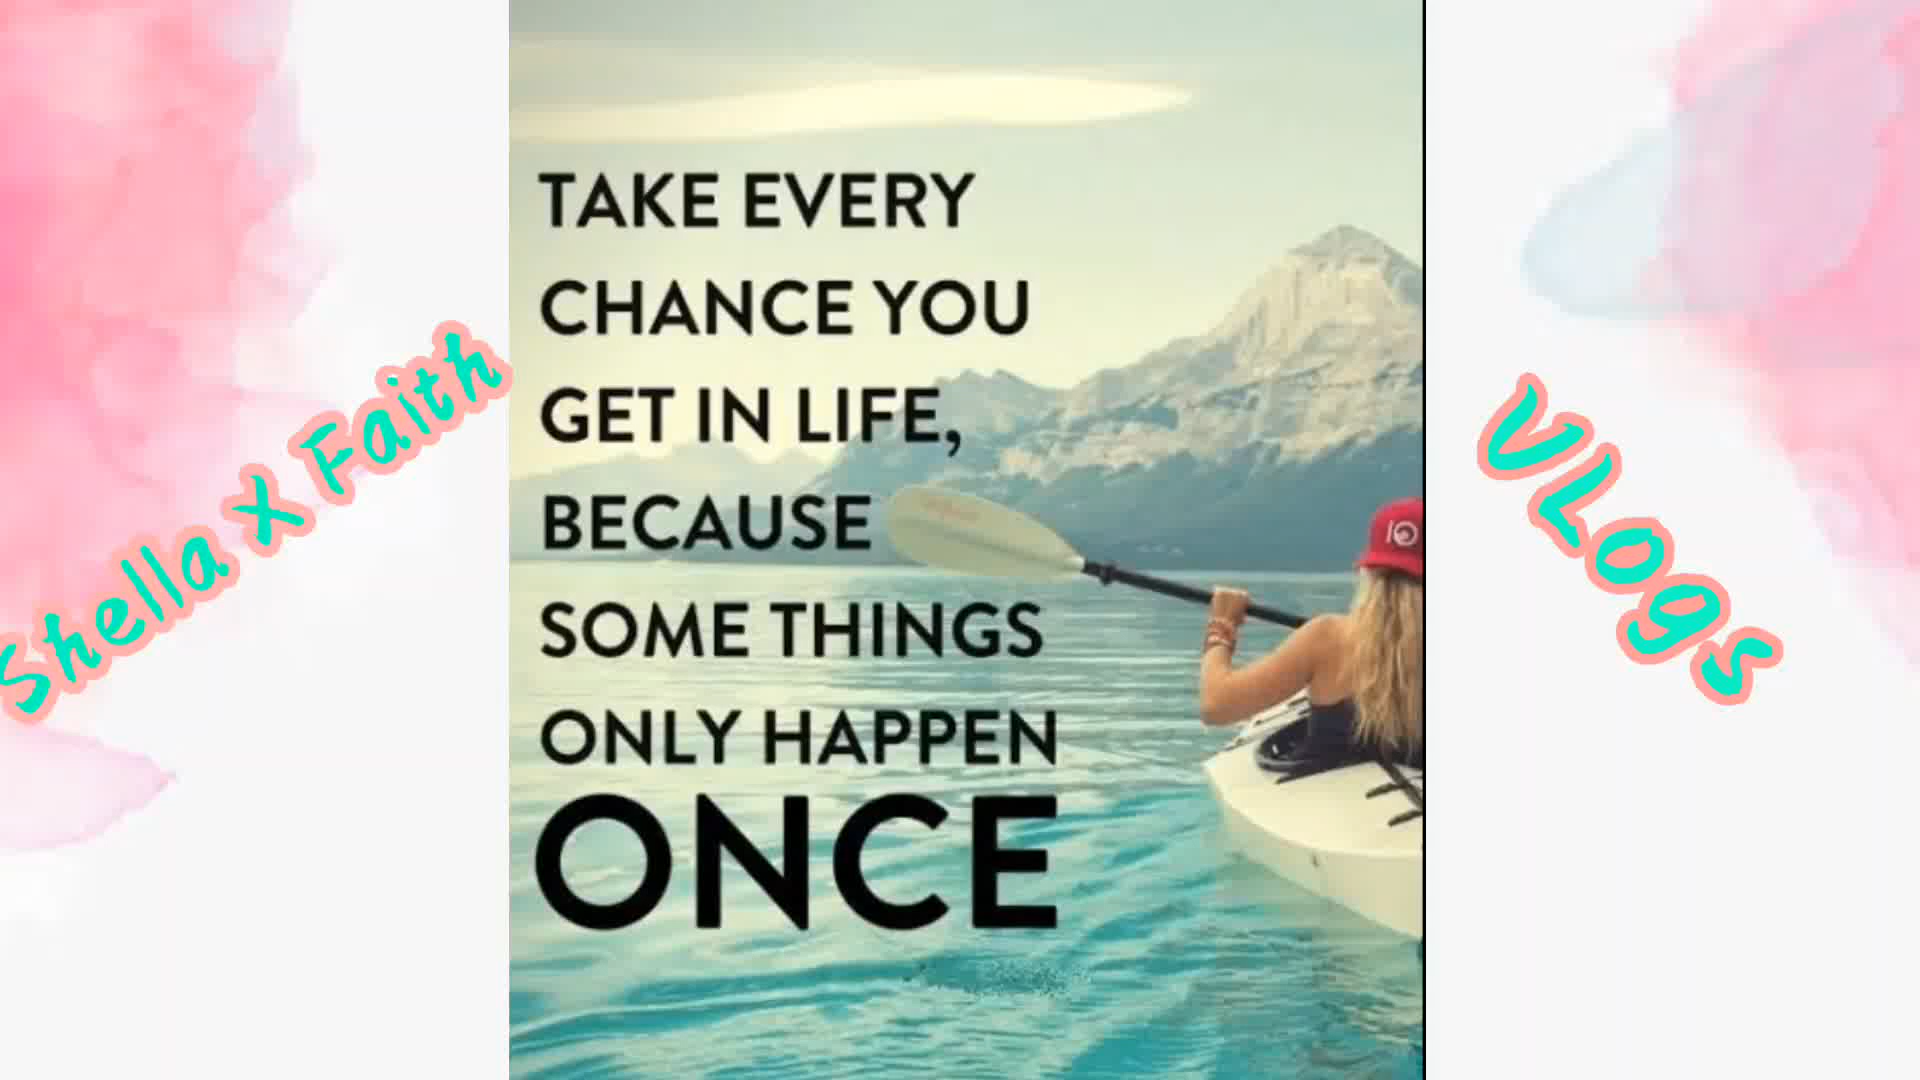 Shella X Faith
TAKE EVERY
CHANCE YOU
GET IN LIFE,
BECAUSE
SOME THINGS
ONLY HAPPEN
ONCE
VLogs